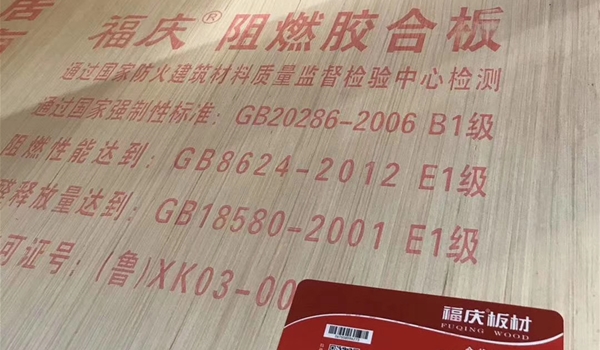 居
福庆® 阻燃胶合板
通过国家防火建筑材料质量监督检验中心检测
通过国家强制性标准: GB20286-2006 B1级
阻燃性能达到: GB8624-2012 E1级
醛释放量达到: GB18580-2001 E1级
可证号: (鲁)XK03-00
福庆板材
FUQING WOOD